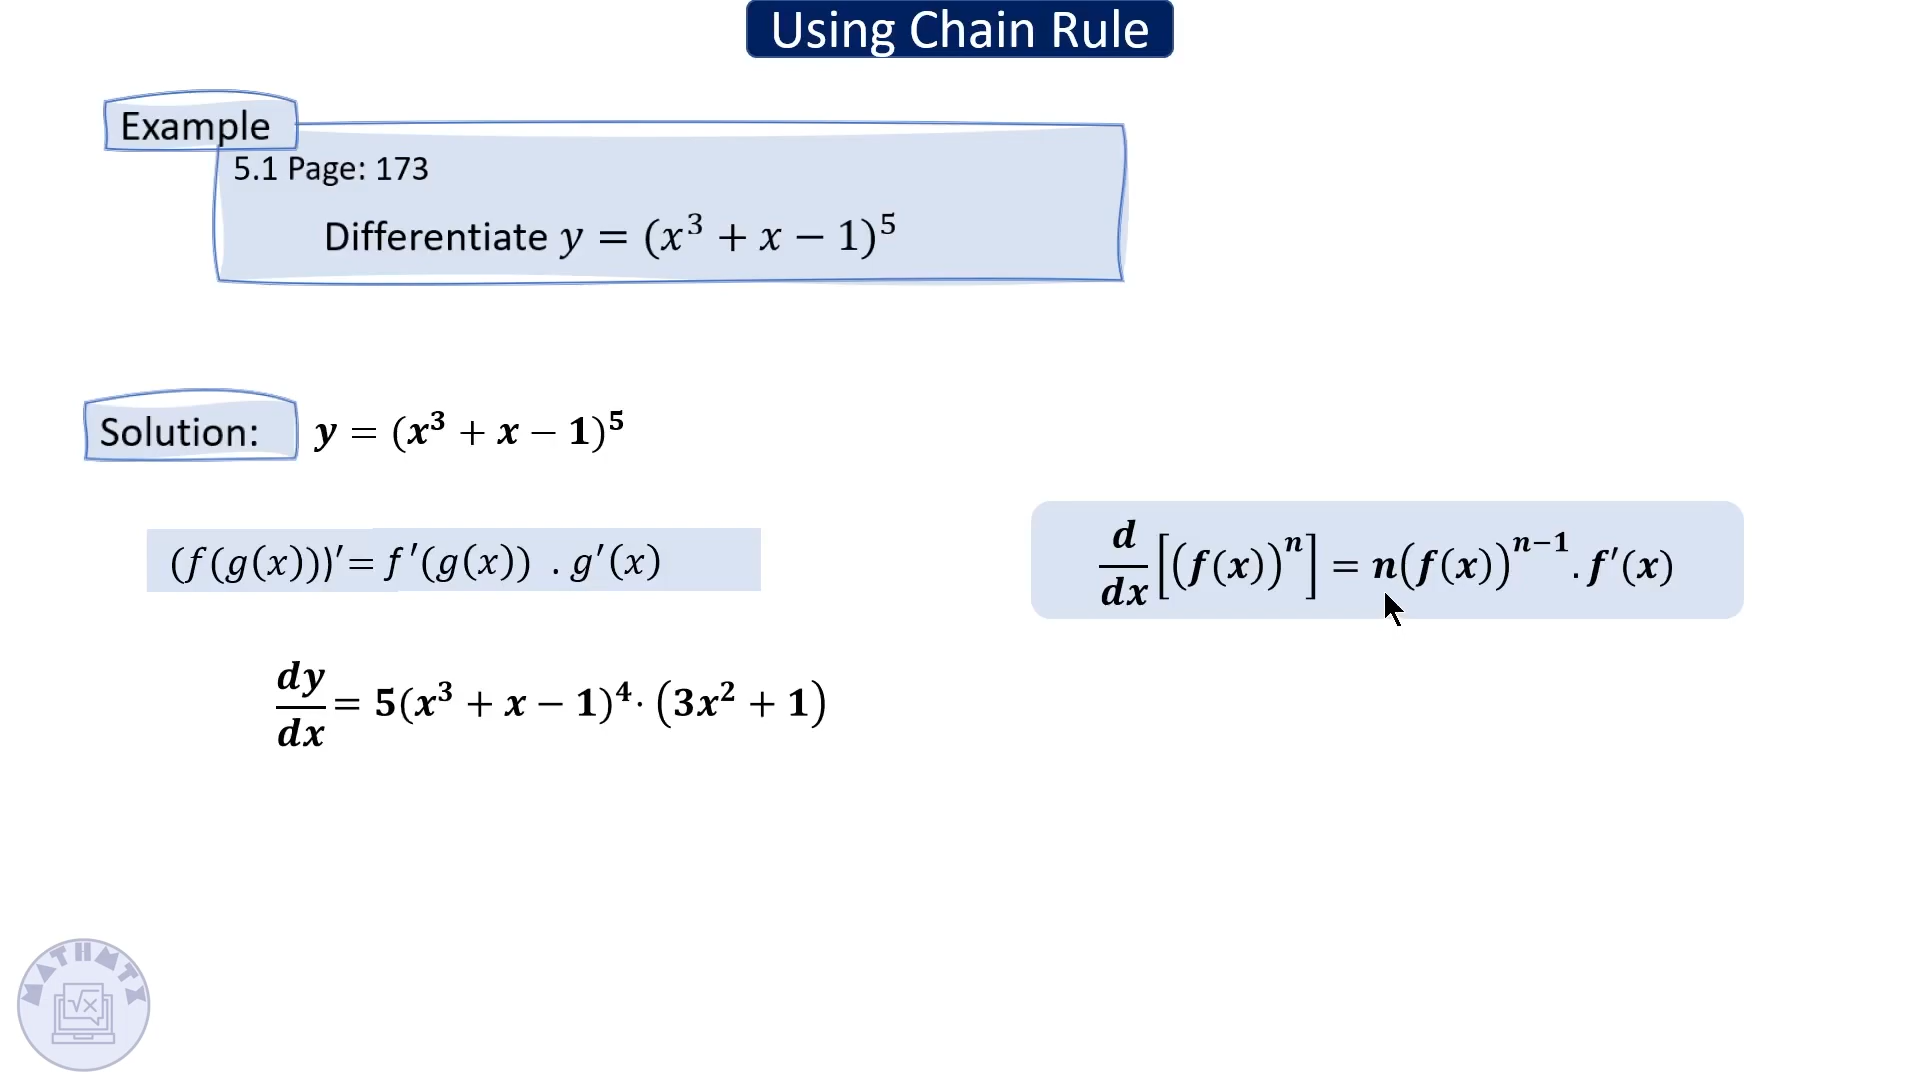 Using Chain Rule
Example
5.1 Page: 173
Differentiate y = (x³ + x − 1)⁵
Solution: y = (x³ + x − 1)⁵
(f(g(x)))′= f′(g(x)) . g′(x)
d/dx [(f(x))ⁿ] = n(f(x))ⁿ⁻¹. f′(x)
dy/dx = 5(x³ + x − 1)⁴· (3x² + 1)
MATHMTX
√x